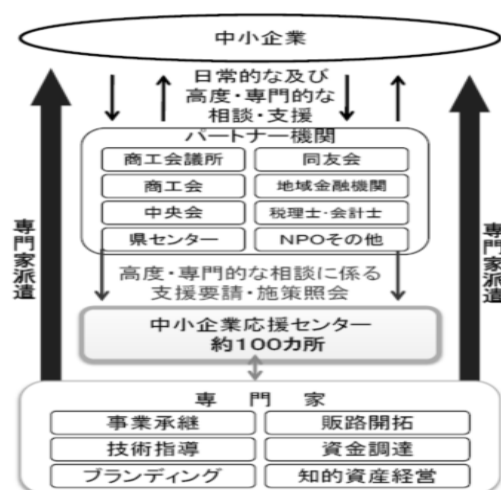 中小企業
日常的な及び
高度・専門的な
相談・支援
パートナー機関
商工会議所
同友会
商工会
地域金融機関
中央会
税理士・会計士
県センター
NPOその他
専門家派遣
専門家派遣
高度・専門的な相談に係る
支援要請・施策照会
中小企業応援センター
約100カ所
専門家
事業承継
販路開拓
技術指導
資金調達
ブランディング
知的資産経営